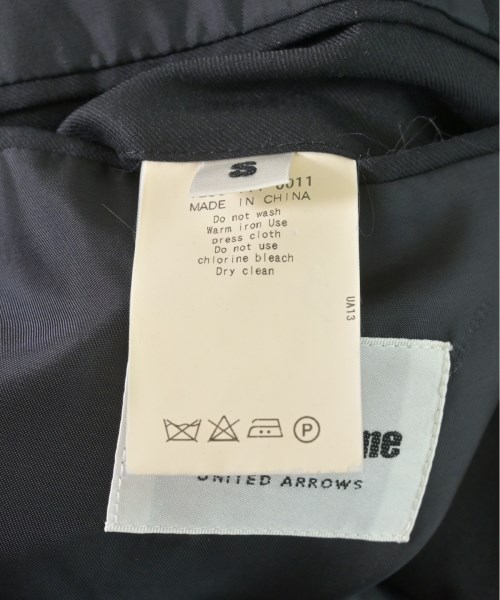 S
0011
MADE IN CHINA
Do not wash
Warm iron Use
press cloth
Do not use
chlorine bleach
Dry clean
UA13
P
me
UNITED ARROWS